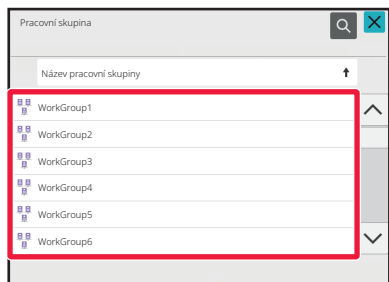 Pracovní skupina
Název pracovní skupiny
WorkGroup1
WorkGroup2
WorkGroup3
WorkGroup4
WorkGroup5
WorkGroup6